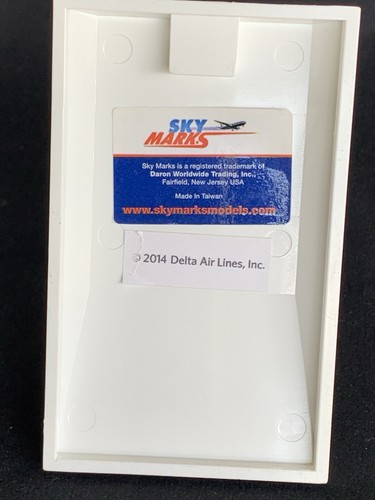 SKY
MARKS
Sky Marks is a registered trademark of
Daron Worldwide Trading, Inc.,
Fairfield, New Jersey USA
Made In Taiwan
www.skymarksmodels.com
© 2014 Delta Air Lines, Inc.